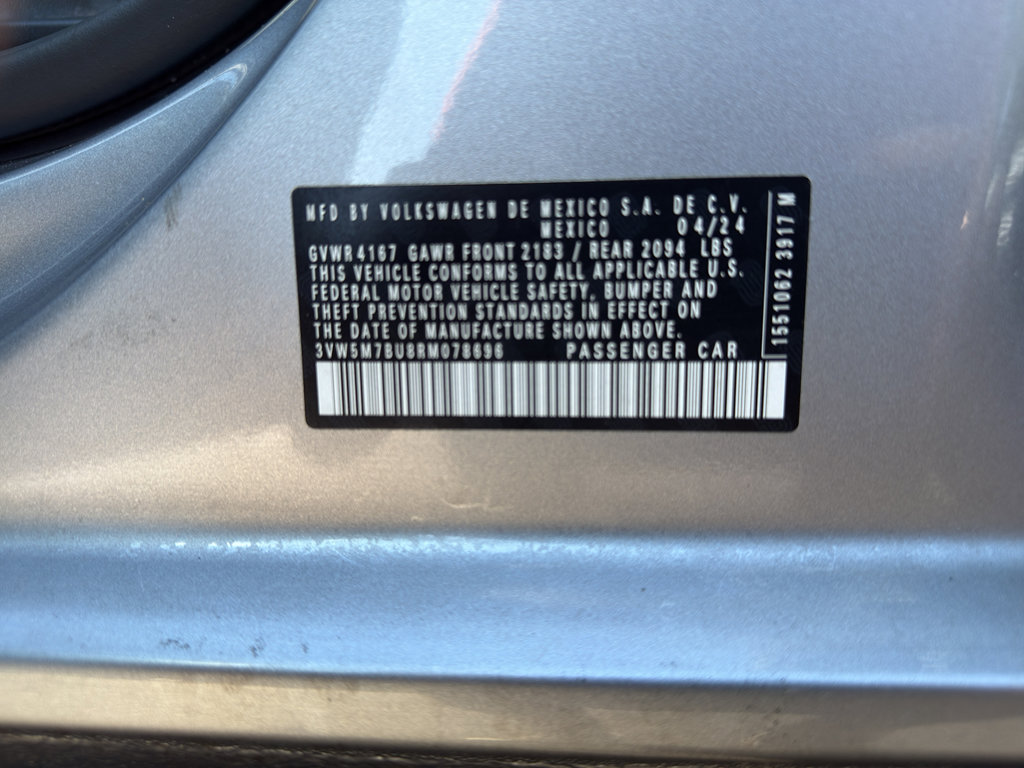 MFD BY VOLKSWAGEN DE MEXICO S.A. DE C.V.
MEXICO 04/24
GVWR 4167 GAWR FRONT 2183 / REAR 2094 LBS
THIS VEHICLE CONFORMS TO ALL APPLICABLE U.S.
FEDERAL MOTOR VEHICLE SAFETY, BUMPER AND
THEFT PREVENTION STANDARDS IN EFFECT ON
THE DATE OF MANUFACTURE SHOWN ABOVE.
3VW5M7BU8RM078696 PASSENGER CAR
1551062 3917 M